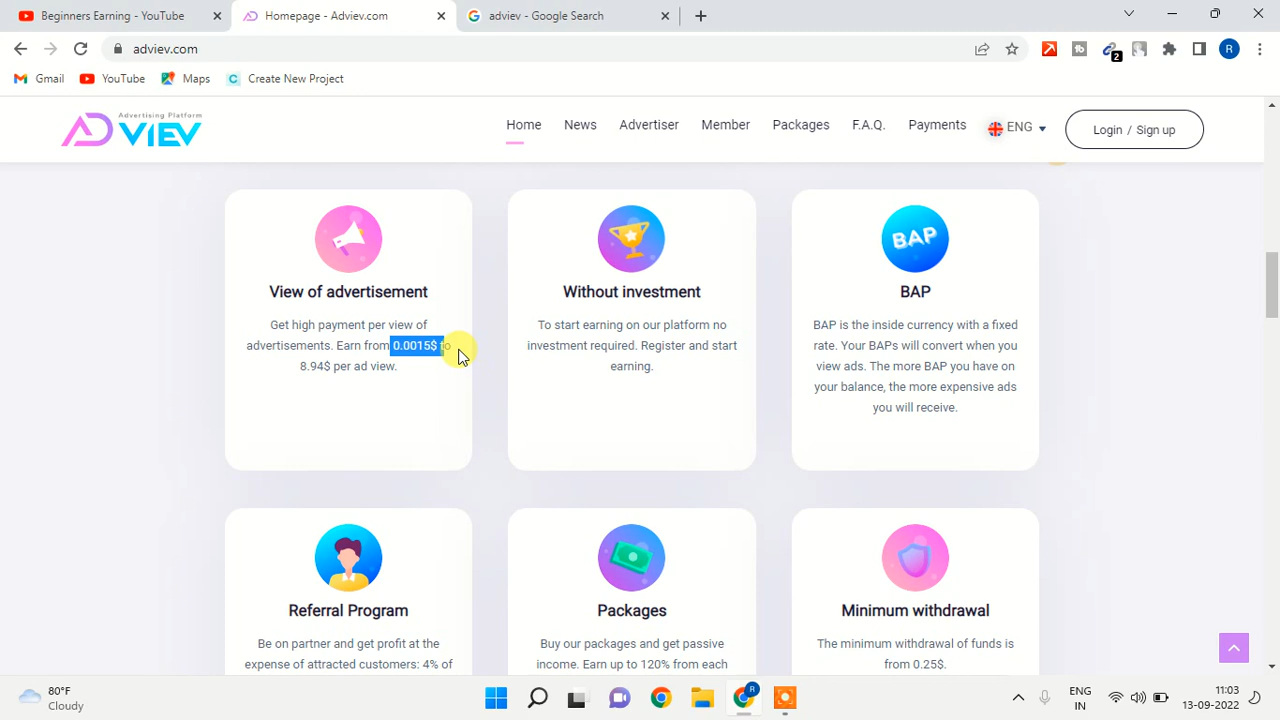 Beginners Earning - YouTube
Homepage - Adviev.com
adviev - Google Search
adviev.com
2
R
Gmail
YouTube
Maps
C
Create New Project
Advertising Platform
ADVIEV
Home
News
Advertiser
Member
Packages
F.A.Q.
Payments
ENG
Login / Sign up
View of advertisement
Get high payment per view of
advertisements. Earn from 0.0015$ to
8.94$ per ad view.
Without investment
To start earning on our platform no
investment required. Register and start
earning.
BAP
BAP
BAP is the inside currency with a fixed
rate. Your BAPs will convert when you
view ads. The more BAP you have on
your balance, the more expensive ads
you will receive.
Referral Program
Be on partner and get profit at the
expense of attracted customers: 4% of
Packages
Buy our packages and get passive
income. Earn up to 120% from each
Minimum withdrawal
The minimum withdrawal of funds is
from 0.25$.
80°F
Cloudy
R
ENG
IN
11:03
13-09-2022